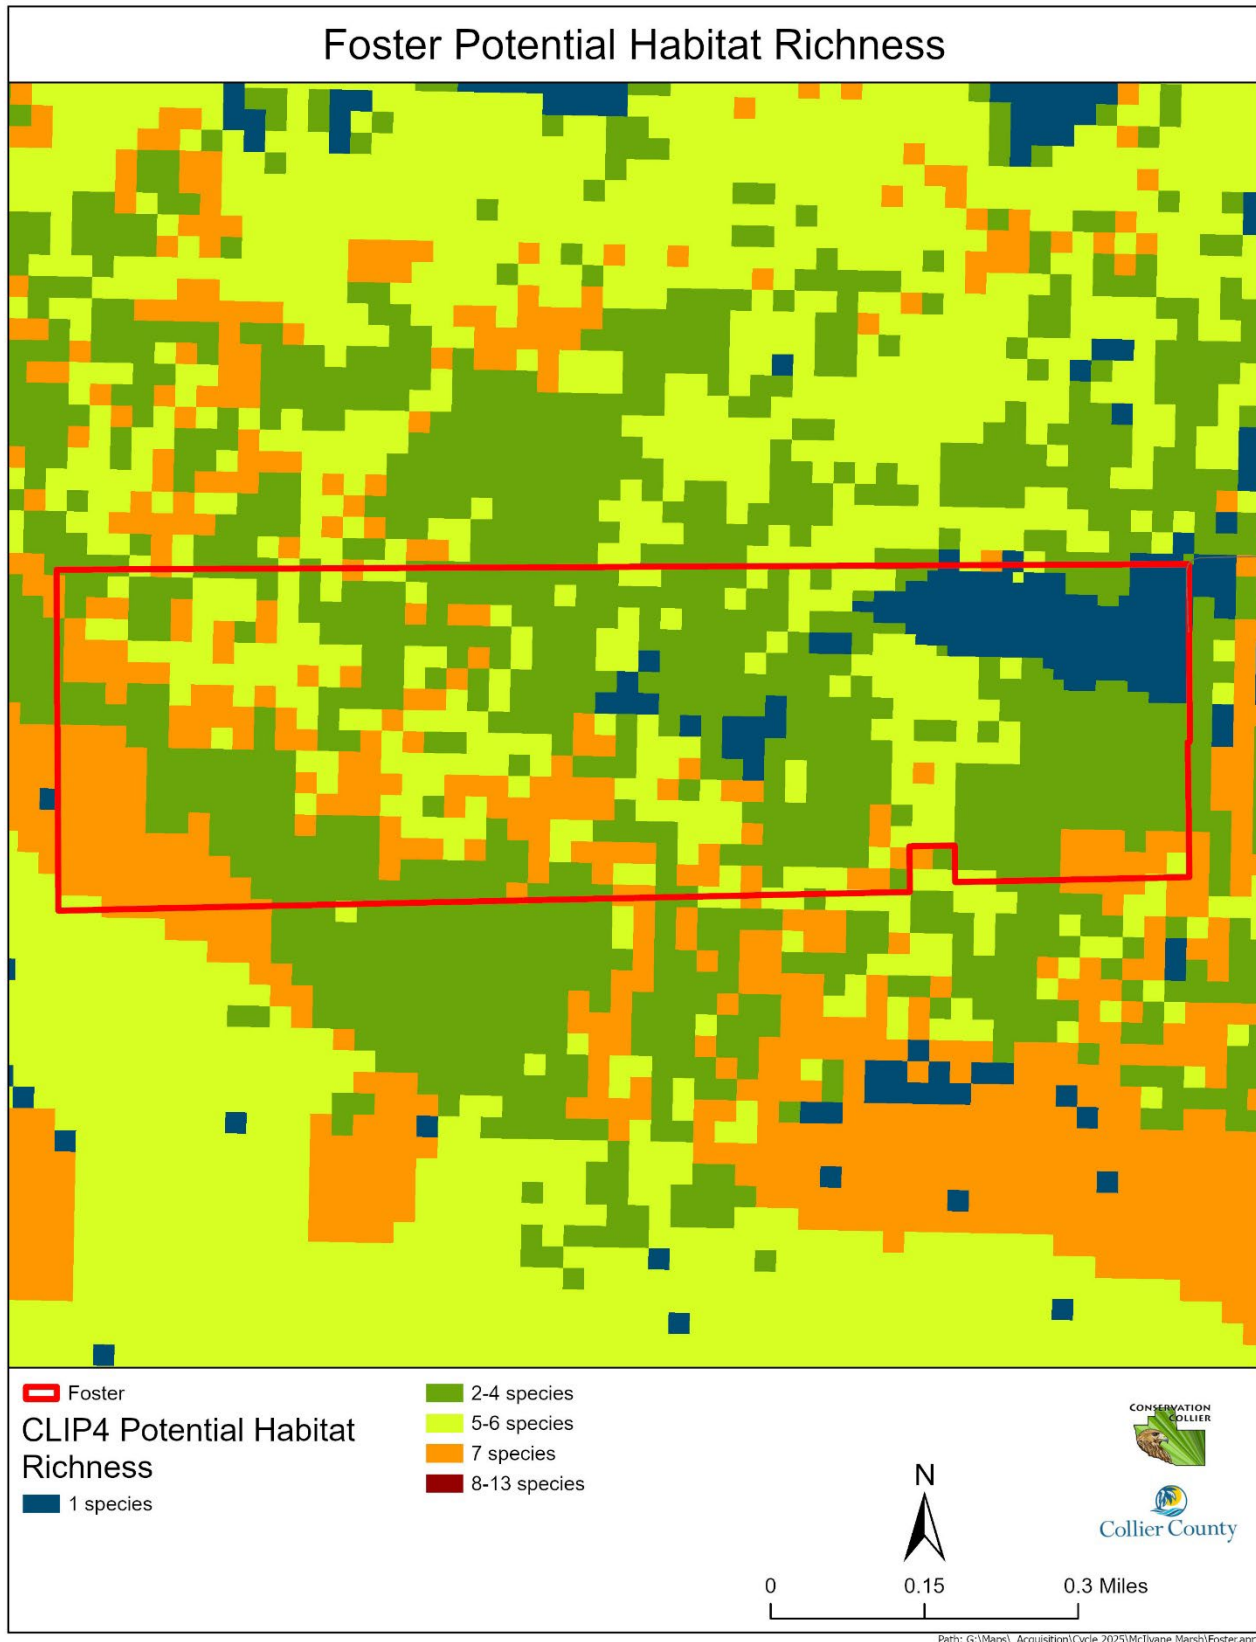 Foster Potential Habitat Richness
Foster
CLIP4 Potential Habitat
Richness
1 species
2-4 species
5-6 species
7 species
8-13 species
CONSERVATION
COLLIER
Collier County
N
0 0.15 0.3 Miles
Path: G:\Maps\_Acquisition\Cycle 2025\McIlvane Marsh\Foster.apr